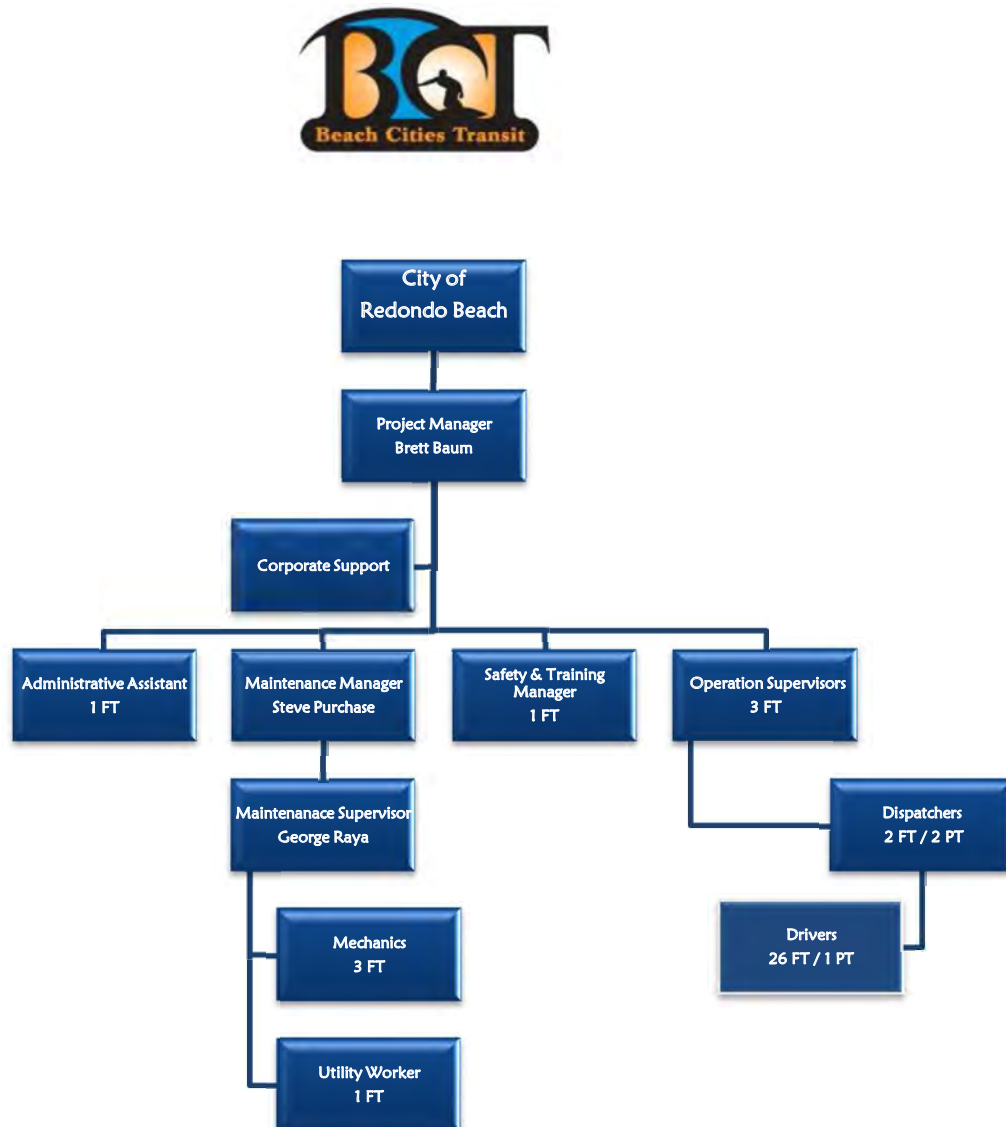 BCT
Beach Cities Transit
City of
Redondo Beach
Project Manager
Brett Baum
Corporate Support
Administrative Assistant
1 FT
Maintenance Manager
Steve Purchase
Safety & Training
Manager
1 FT
Operation Supervisors
3 FT
Maintenanace Supervisor
George Raya
Dispatchers
2 FT / 2 PT
Mechanics
3 FT
Drivers
26 FT / 1 PT
Utility Worker
1 FT